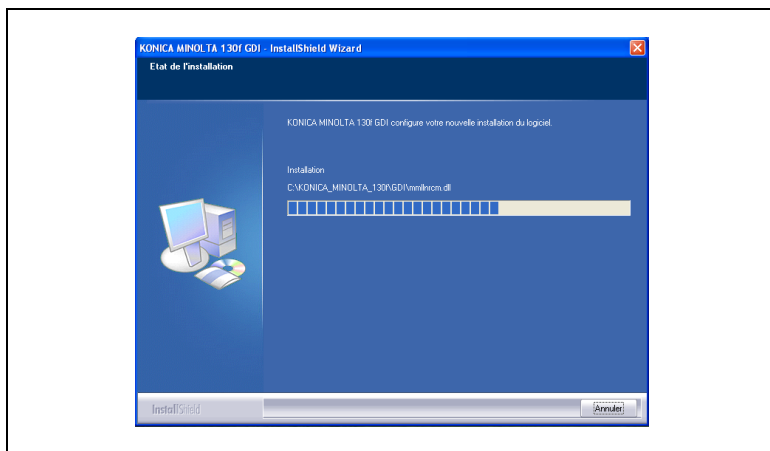 KONICA MINOLTA 130f GDI - InstallShield Wizard
Etat de l'installation
KONICA MINOLTA 130f GDI configure votre nouvelle installation du logiciel.
Installation
C:\KONICA_MINOLTA_130f\GDI\mmlnrcm.dll
InstallShield
Annuler